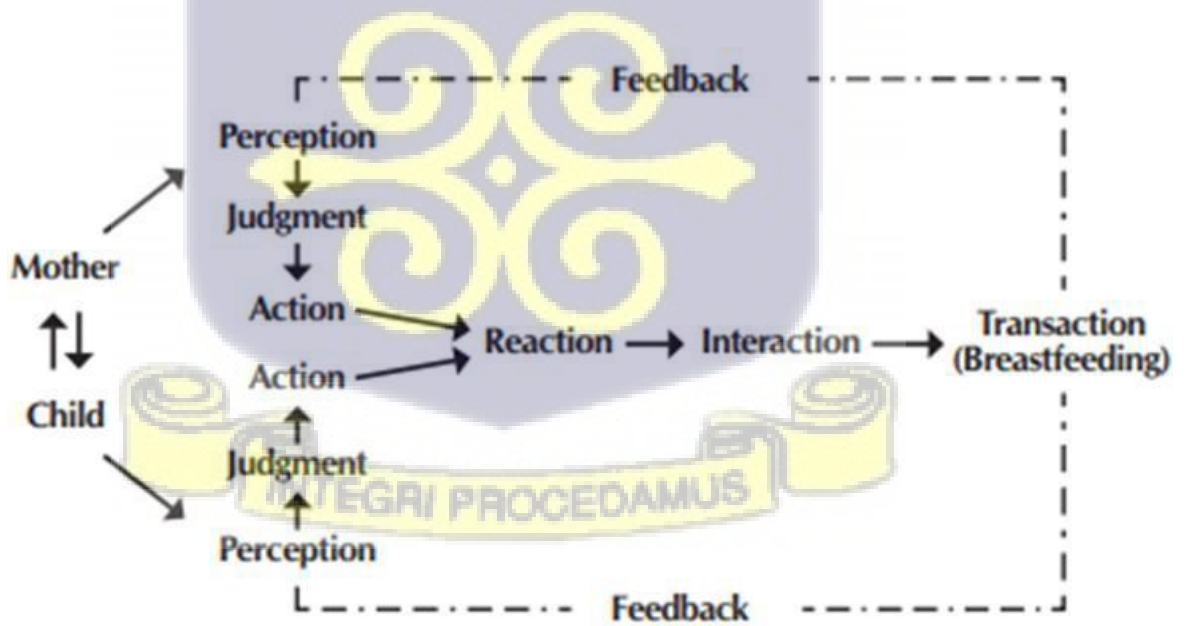 Feedback
Perception
Judgment
Mother
Action
Reaction
Interaction
Transaction
(Breastfeeding)
Action
Child
Judgment
INTEGRI PROCEDAMUS
Perception
Feedback